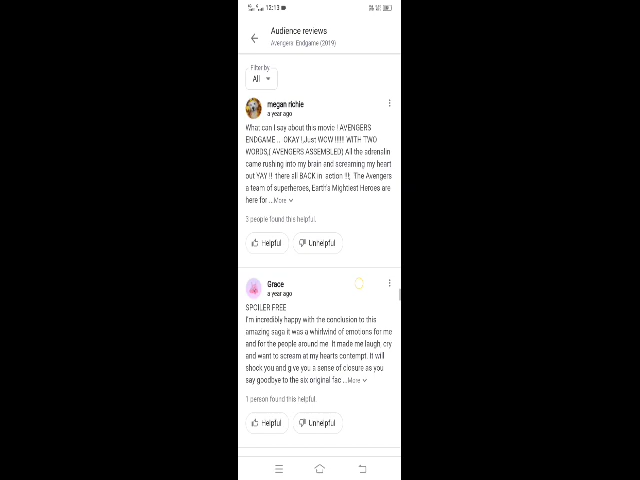 12:13
Audience reviews
Avengers: Endgame (2019)
Filter by
All
megan richie
a year ago
What can I say about this movie ! AVENGERS
ENDGAME... OKAY !,Just WOW !!!!!! WITH TWO
WORDS,( AVENGERS ASSEMBLED) All the adrenalin
came rushing into my brain and screaming my heart
out YAY !! there all BACK in action !!!¡ The Avengers
a team of superheroes, Earth's Mightiest Heroes are
here for ... More
3 people found this helpful.
Helpful
Unhelpful
Grace
a year ago
SPOILER FREE
I'm incredibly happy with the conclusion to this
amazing saga it was a whirlwind of emotions for me
and for the people around me it made me laugh, cry
and want to scream at my hearts contempt. It will
shock you and give you a sense of closure as you
say goodbye to the six original fac ... More
1 person found this helpful.
Helpful
Unhelpful